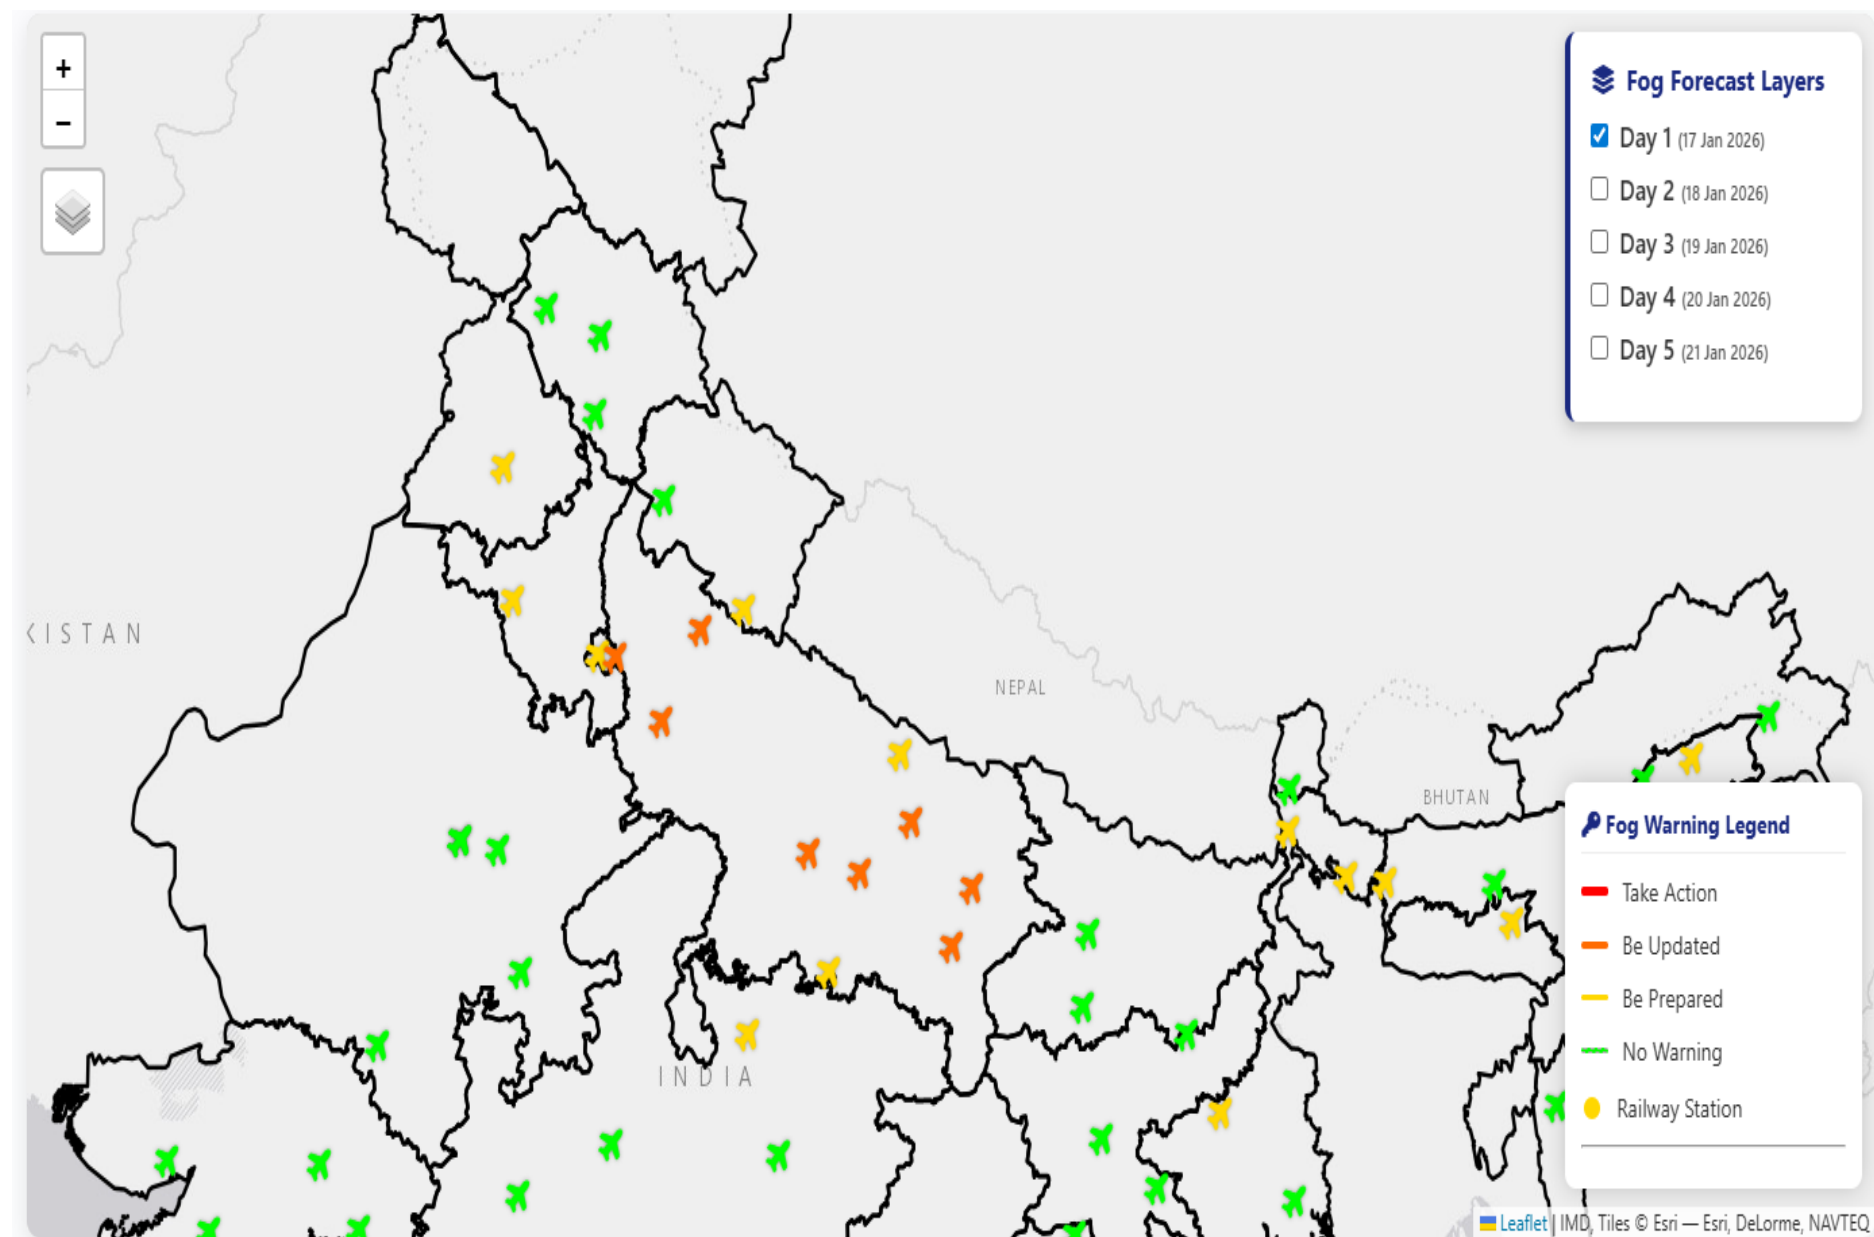 +
−
Fog Forecast Layers
Day 1 (17 Jan 2026)
Day 2 (18 Jan 2026)
Day 3 (19 Jan 2026)
Day 4 (20 Jan 2026)
Day 5 (21 Jan 2026)
KISTAN
NEPAL
BHUTAN
INDIA
Fog Warning Legend
Take Action
Be Updated
Be Prepared
No Warning
Railway Station
Leaflet | IMD, Tiles © Esri — Esri, DeLorme, NAVTEQ